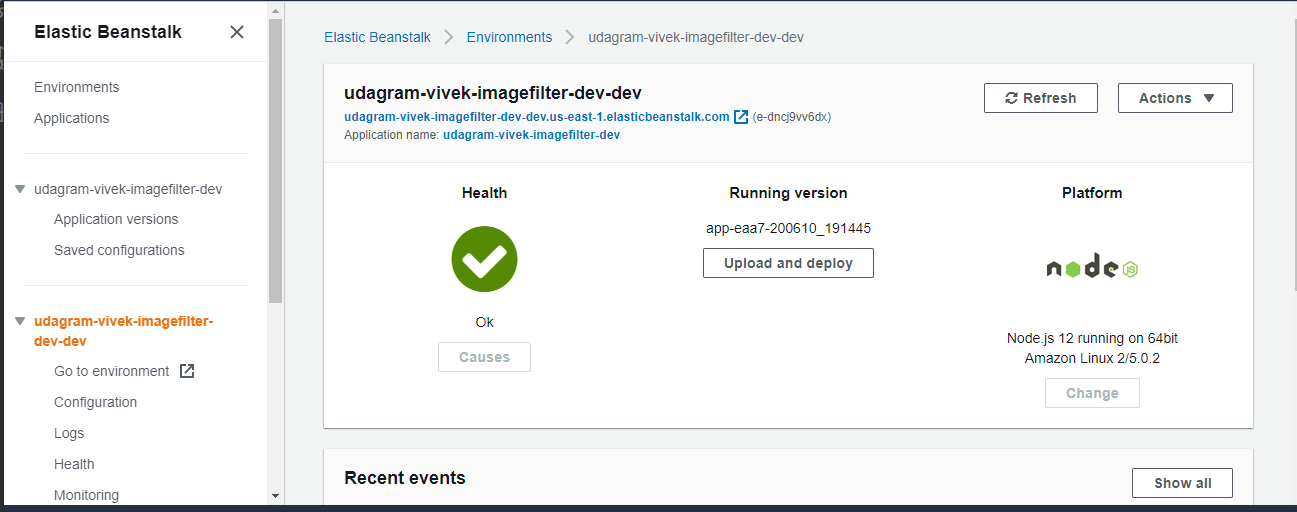 Elastic Beanstalk
Environments
Applications
udagram-vivek-imagefilter-dev
Application versions
Saved configurations
udagram-vivek-imagefilter-
dev-dev
Go to environment
Configuration
Logs
Health
Monitoring
Elastic Beanstalk Environments udagram-vivek-imagefilter-dev-dev
udagram-vivek-imagefilter-dev-dev
Refresh
Actions
udagram-vivek-imagefilter-dev-dev.us-east-1.elasticbeanstalk.com (e-dncj9vv6dx)
Application name: udagram-vivek-imagefilter-dev
Health
Ok
Causes
Running version
app-eaa7-200610_191445
Upload and deploy
Platform
node JS
Node.js 12 running on 64bit
Amazon Linux 2/5.0.2
Change
Recent events
Show all